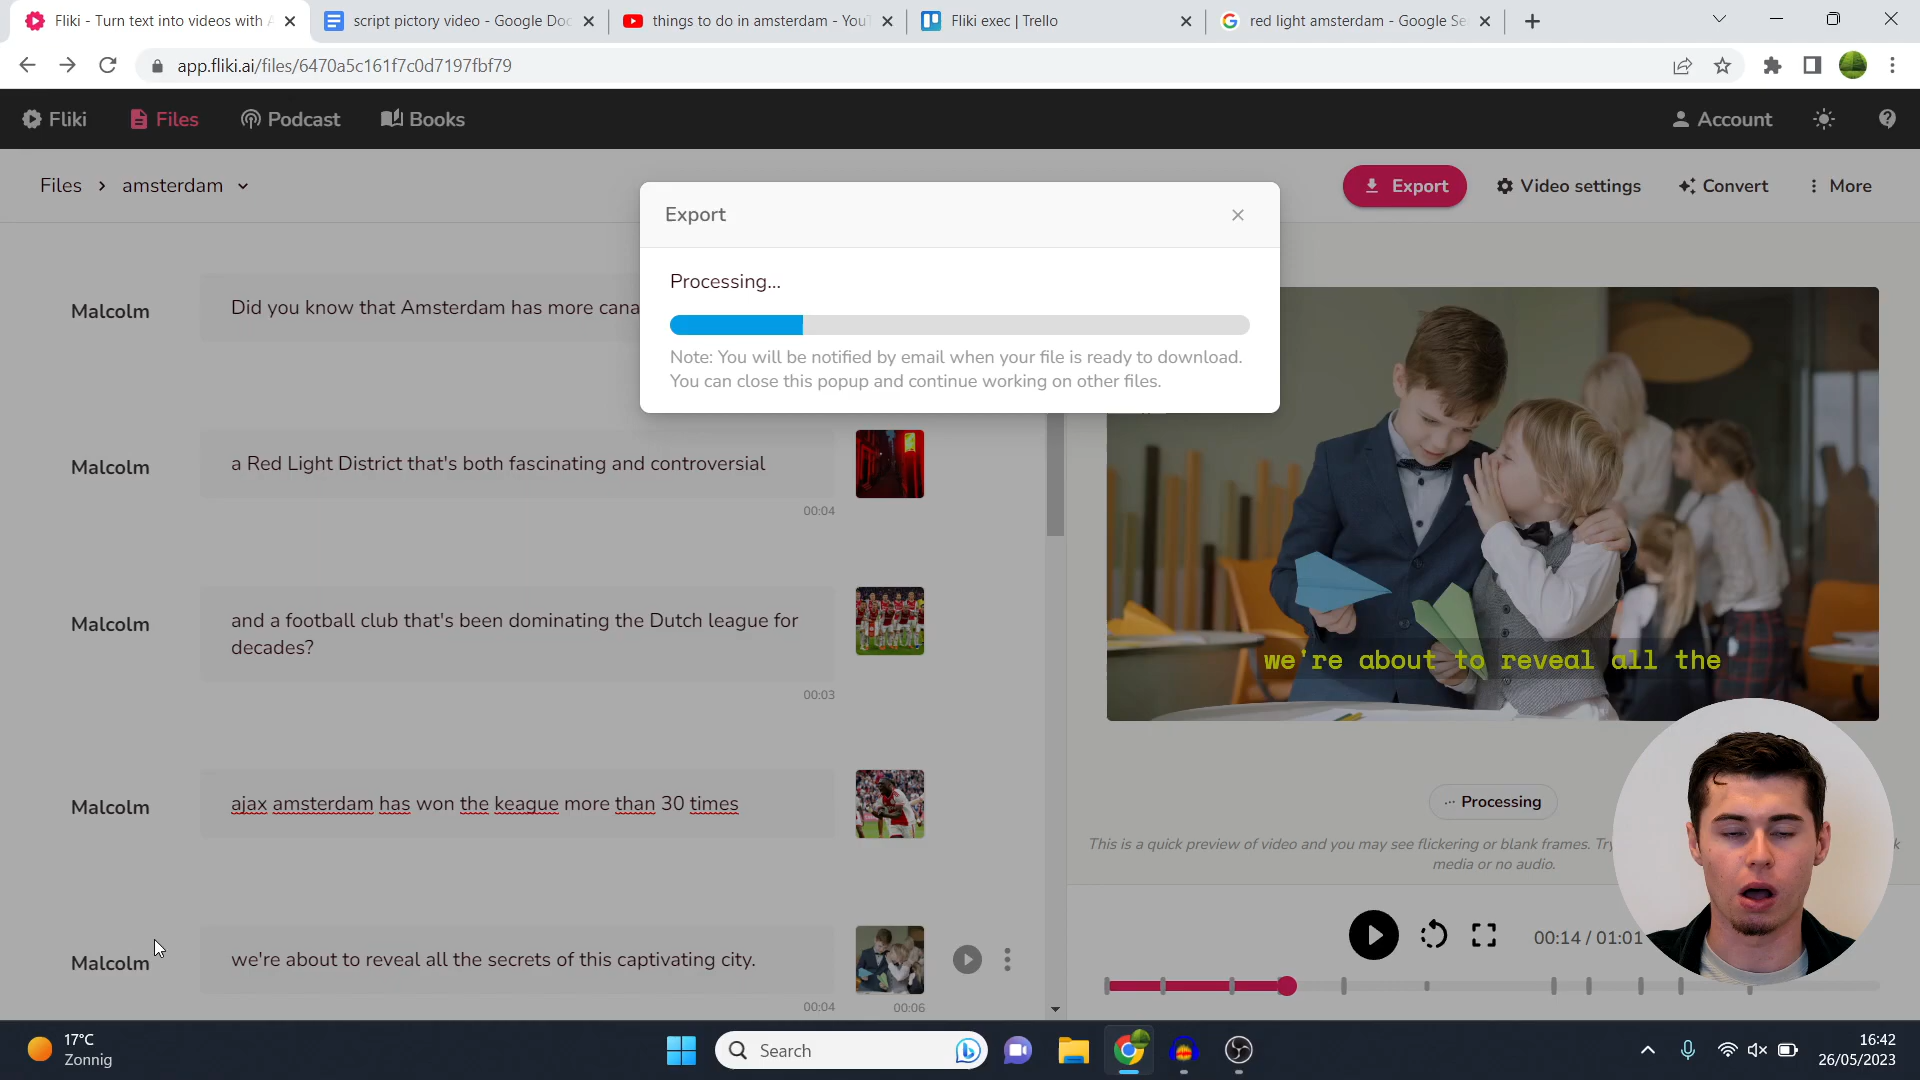 Fliki - Turn text into videos with A
script pictory video - Google Doc
things to do in amsterdam - YouT
Fliki exec | Trello
red light amsterdam - Google Se
app.fliki.ai/files/6470a5c161f7c0d7197fbf79
Fliki
Files
Podcast
Books
Account
Files > amsterdam
Export
Video settings
Convert
More
Export
Processing...
Note: You will be notified by email when your file is ready to download.
You can close this popup and continue working on other files.
Malcolm
Did you know that Amsterdam has more cana
Malcolm
a Red Light District that's both fascinating and controversial
00:04
Malcolm
and a football club that's been dominating the Dutch league for
decades?
00:03
Malcolm
ajax amsterdam has won the keague more than 30 times
Malcolm
we're about to reveal all the secrets of this captivating city.
00:04
00:06
we're about to reveal all the
··· Processing
This is a quick preview of video and you may see flickering or blank frames. Try
media or no audio.
00:14 / 01:01
17°C
Zonnig
Search
16:42
26/05/2023